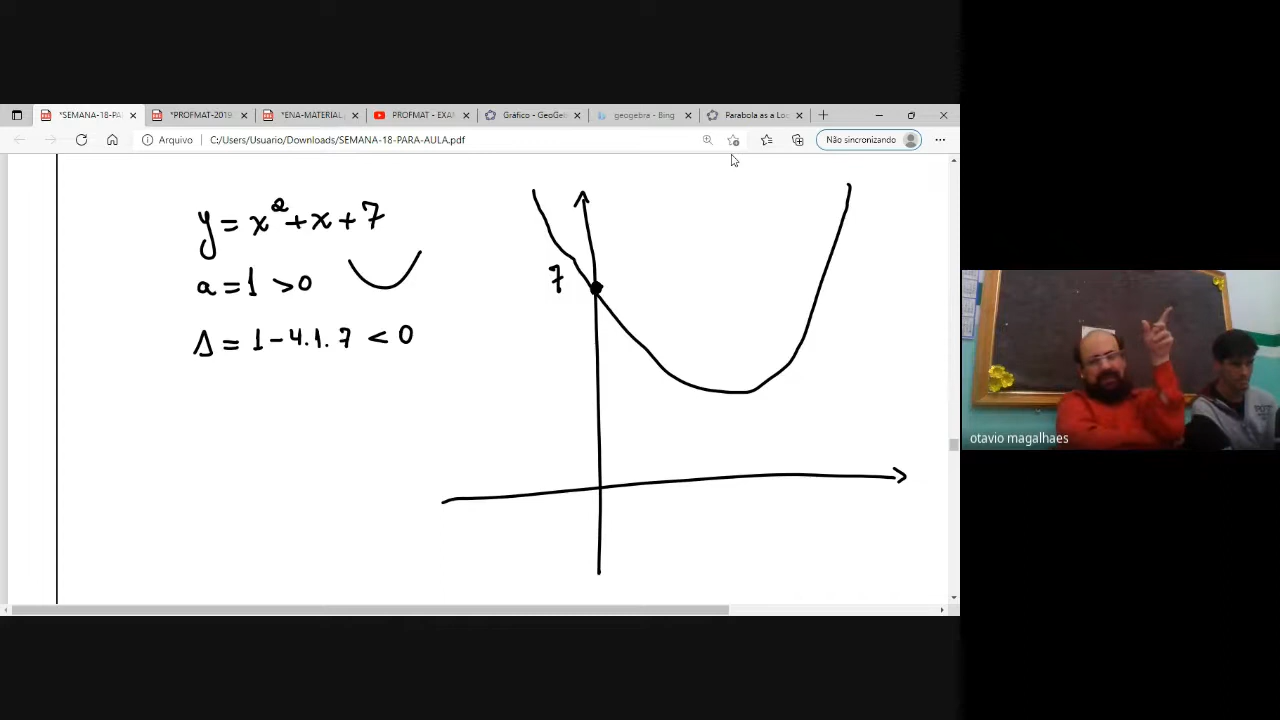 *SEMANA-18-PA
*PROFMAT-2019.
*ENA-MATERIAL.
PROFMAT - EXA
Gráfico - GeoGe
geogebra - Bing
Parabola as a Lo
Arquivo
C:/Users/Usuario/Downloads/SEMANA-18-PARA-AULA.pdf
Não sincronizando
y = x² + x + 7
a = 1 > 0
Δ = 1 - 4.1.7 < 0
7
otavio magalhaes